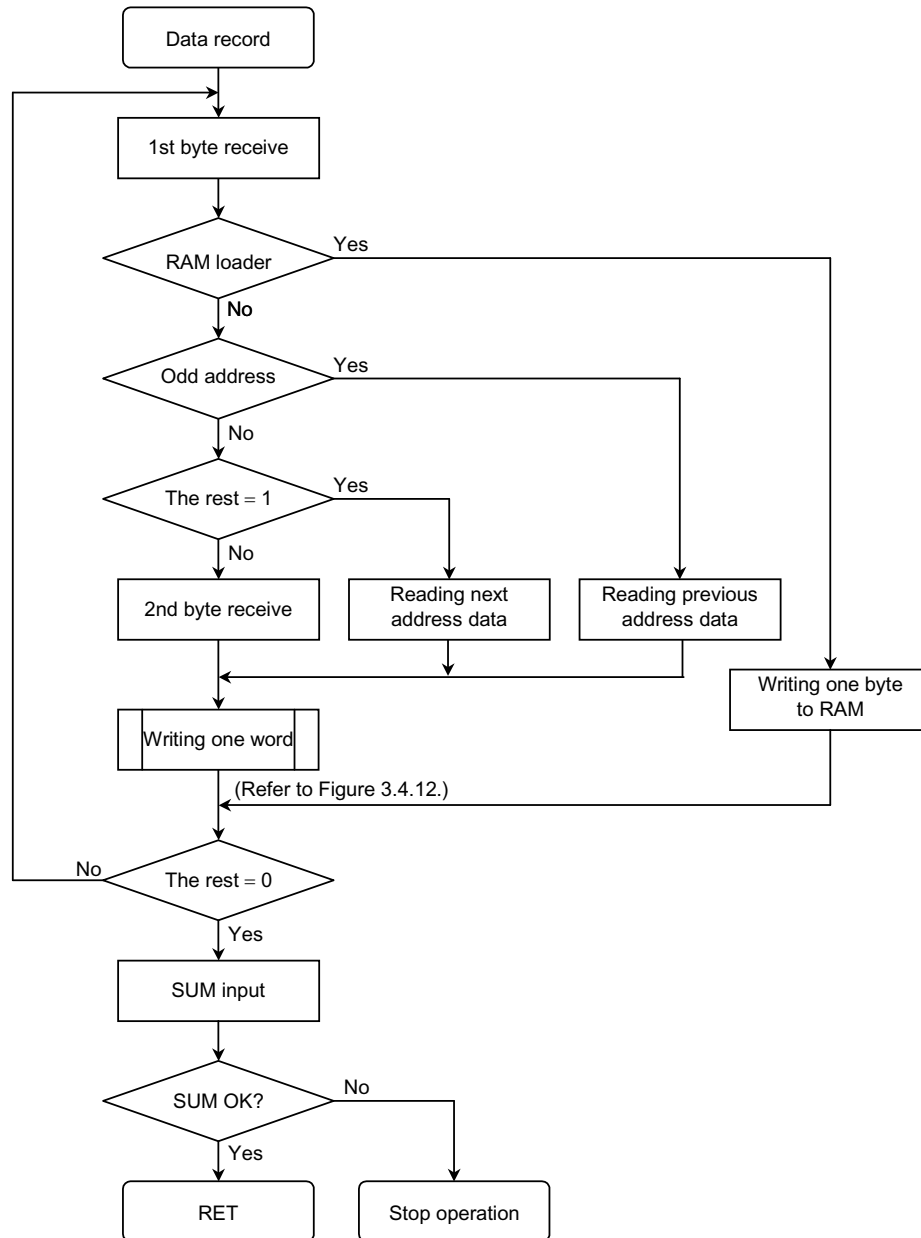 Data record
1st byte receive
RAM loader
Yes
No
Odd address
Yes
No
The rest = 1
Yes
No
2nd byte receive
Reading next
address data
Reading previous
address data
Writing one byte
to RAM
Writing one word
(Refer to Figure 3.4.12.)
No
The rest = 0
Yes
SUM input
SUM OK?
No
Yes
RET
Stop operation